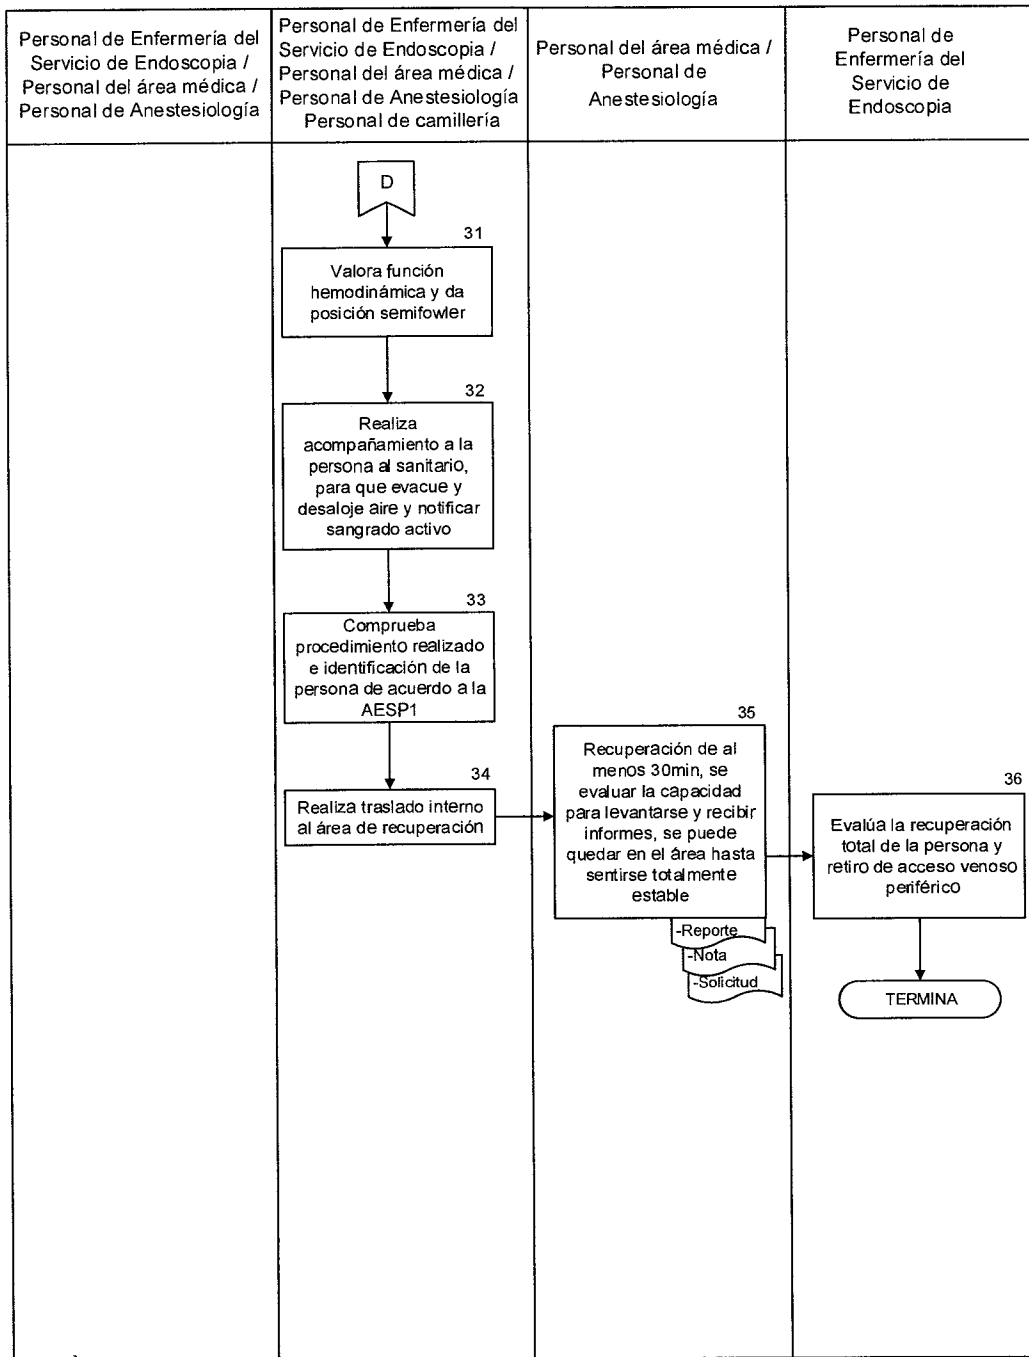 Personal de Enfermería del
Servicio de Endoscopia /
Personal del área médica /
Personal de Anestesiología
Personal de Enfermería del
Servicio de Endoscopia /
Personal del área médica /
Personal de Anestesiología
Personal de camillería
Personal del área médica /
Personal de
Anestesiología
Personal de
Enfermería del
Servicio de
Endoscopia
D
31
Valora función
hemodinámica y da
posición semifowler
32
Realiza
acompañamiento a la
persona al sanitario,
para que evacue y
desaloje aire y notificar
sangrado activo
33
Comprueba
procedimiento realizado
e identificación de la
persona de acuerdo a la
AESP1
34
Realiza traslado interno
al área de recuperación
35
Recuperación de al
menos 30min, se
evaluar la capacidad
para levantarse y recibir
informes, se puede
quedar en el área hasta
sentirse totalmente
estable
-Reporte
-Nota
-Solicitud
36
Evalúa la recuperación
total de la persona y
retiro de acceso venoso
periférico
TERMINA